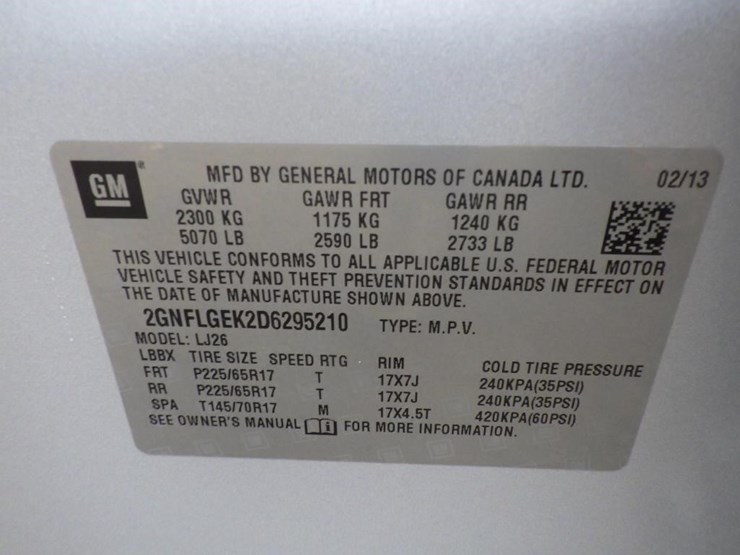 GM® MFD BY GENERAL MOTORS OF CANADA LTD. 02/13
GVWR GAWR FRT GAWR RR
2300 KG 1175 KG 1240 KG
5070 LB 2590 LB 2733 LB
THIS VEHICLE CONFORMS TO ALL APPLICABLE U.S. FEDERAL MOTOR
VEHICLE SAFETY AND THEFT PREVENTION STANDARDS IN EFFECT ON
THE DATE OF MANUFACTURE SHOWN ABOVE.
2GNFLGEK2D6295210 TYPE: M.P.V.
MODEL: LJ26
LBBX TIRE SIZE SPEED RTG RIM COLD TIRE PRESSURE
FRT P225/65R17 T 17X7J 240KPA(35PSI)
RR P225/65R17 T 17X7J 240KPA(35PSI)
SPA T145/70R17 M 17X4.5T 420KPA(60PSI)
SEE OWNER'S MANUAL i FOR MORE INFORMATION.